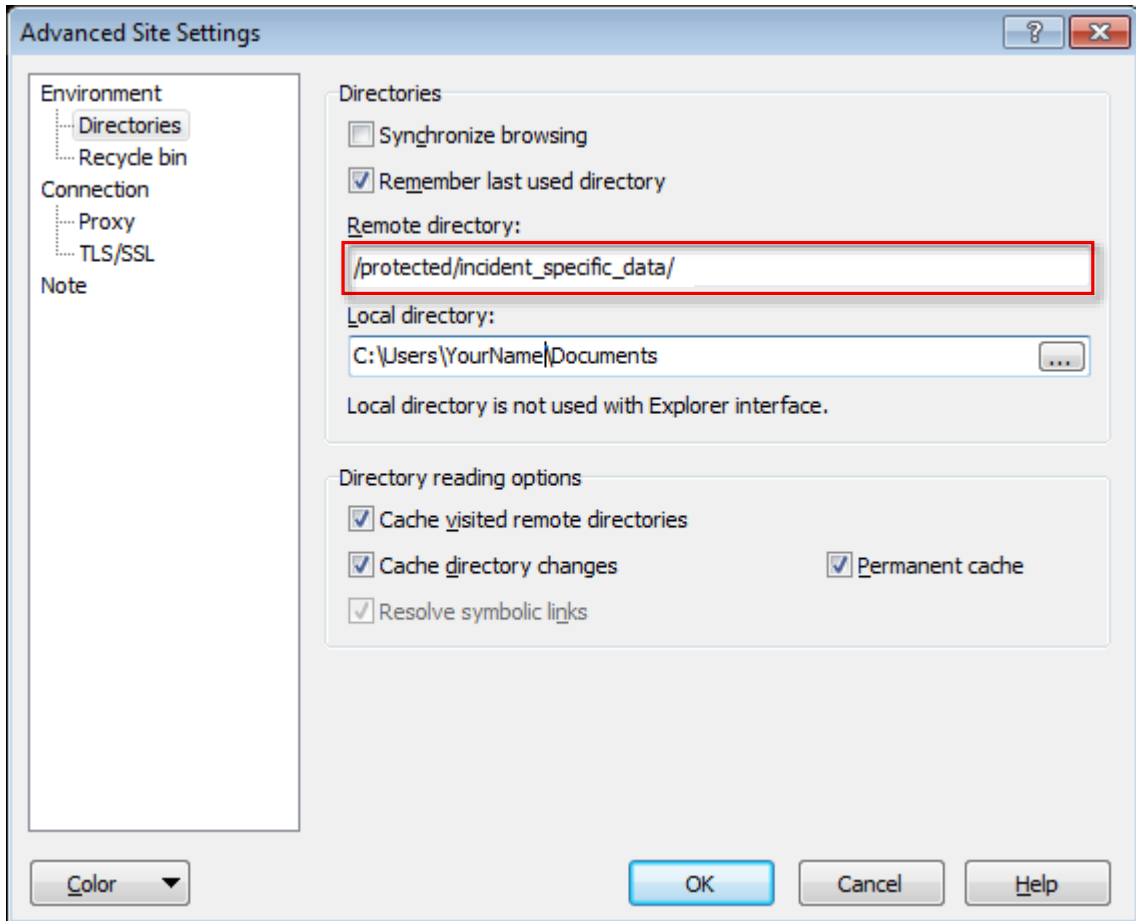 Advanced Site Settings
Environment
Directories
Recycle bin
Connection
Proxy
TLS/SSL
Note
Directories
Synchronize browsing
Remember last used directory
Remote directory:
/protected/incident_specific_data/
Local directory:
C:\Users\YourName\Documents
...
Local directory is not used with Explorer interface.
Directory reading options
Cache visited remote directories
Cache directory changes
Permanent cache
Resolve symbolic links
Color
OK
Cancel
Help